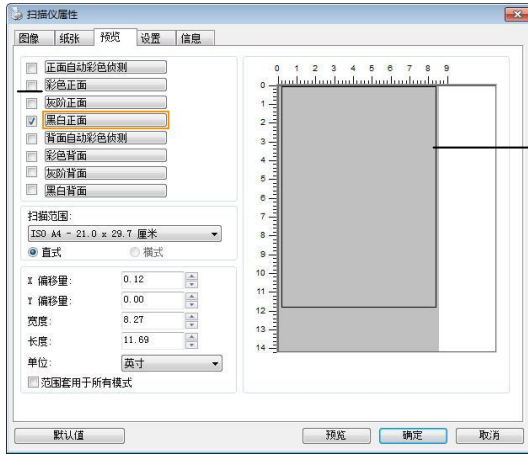 扫描仪属性
图像 纸张 预览 设置 信息
正面自动彩色侦测
彩色正面
灰阶正面
黑白正面
背面自动彩色侦测
彩色背面
灰阶背面
黑白背面
扫描范围:
ISO A4 - 21.0 x 29.7 厘米
直式 横式
X 偏移量: 0.12
Y 偏移量: 0.00
宽度: 8.27
长度: 11.69
单位: 英寸
范围套用于所有模式
0 1 2 3 4 5 6 7 8 9
0
1
2
3
4
5
6
7
8
9
10
11
12
13
14
默认值 预览 确定 取消